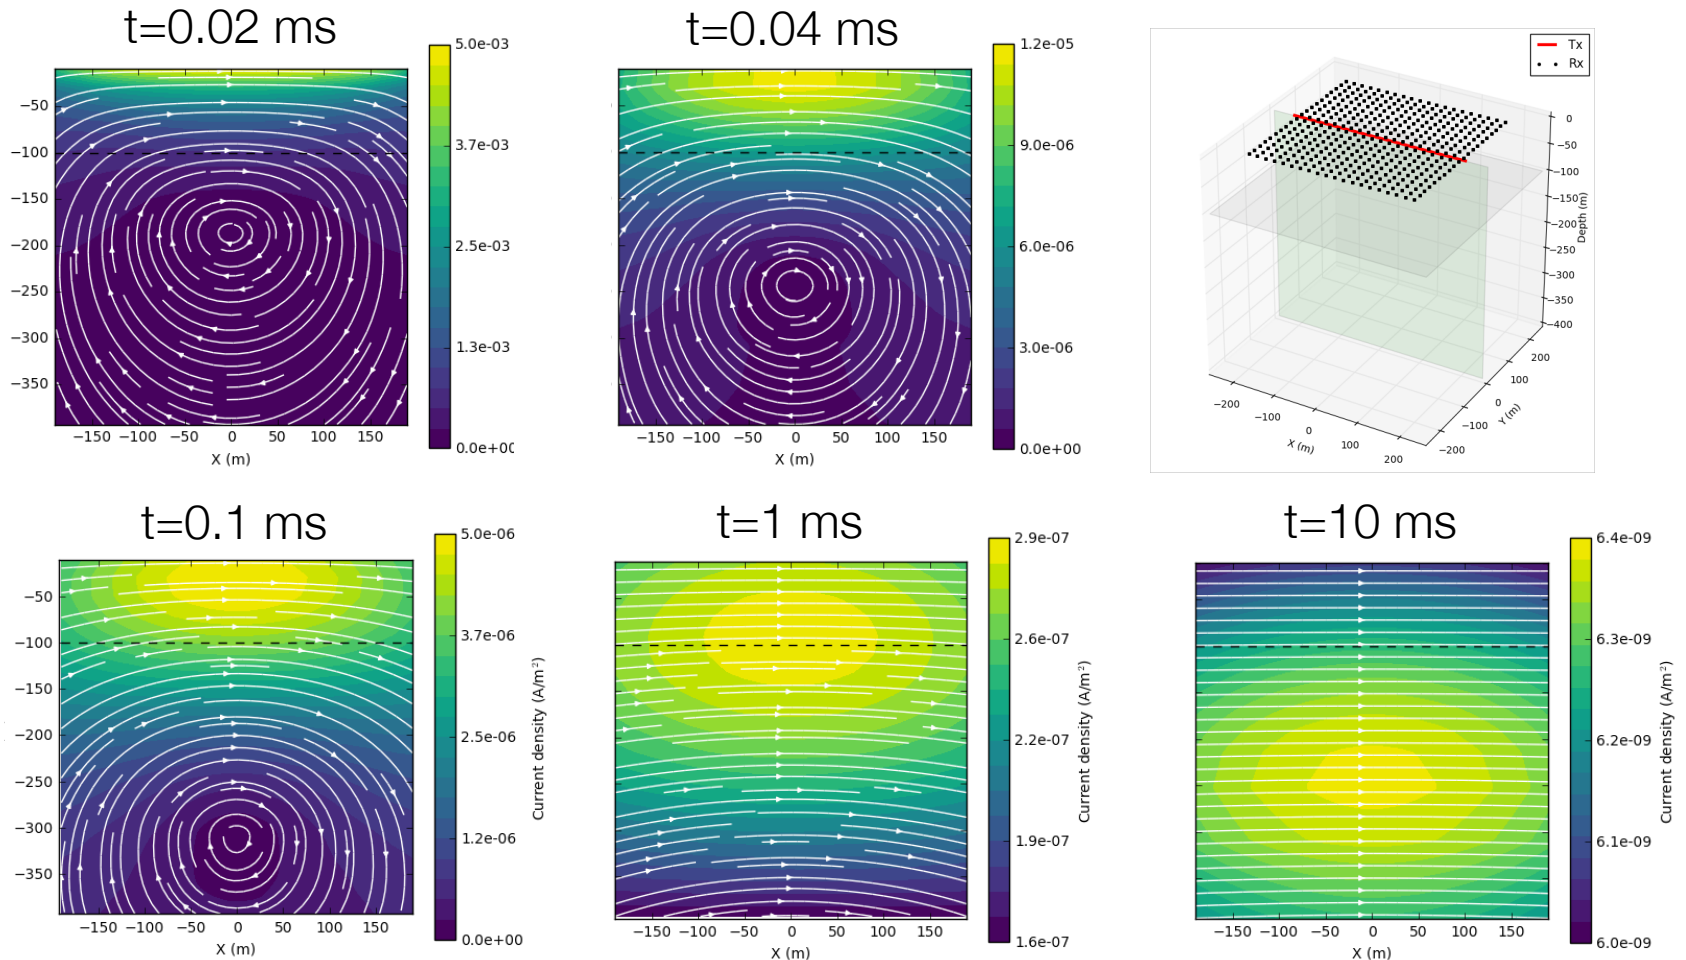 t=0.02 ms
5.0e-03
3.7e-03
2.5e-03
1.3e-03
0.0e+00
−50
−100
−150
−200
−250
−300
−350
−150 −100 −50 0 50 100 150
X (m)
t=0.04 ms
1.2e-05
9.0e-06
6.0e-06
3.0e-06
0.0e+00
−150 −100 −50 0 50 100 150
X (m)
Tx
Rx
0
−50
−100
−150
−200
−250
−300
−350
−400
Depth (m)
−200 −100 0 100 200
X (m)
−200 −100 0 100 200
Y (m)
t=0.1 ms
5.0e-06
3.7e-06
2.5e-06
1.2e-06
0.0e+00
Current density (A/m²)
−50
−100
−150
−200
−250
−300
−350
−150 −100 −50 0 50 100 150
X (m)
t=1 ms
2.9e-07
2.6e-07
2.2e-07
1.9e-07
1.6e-07
Current density (A/m²)
−150 −100 −50 0 50 100 150
X (m)
t=10 ms
6.4e-09
6.3e-09
6.2e-09
6.1e-09
6.0e-09
Current density (A/m²)
−150 −100 −50 0 50 100 150
X (m)